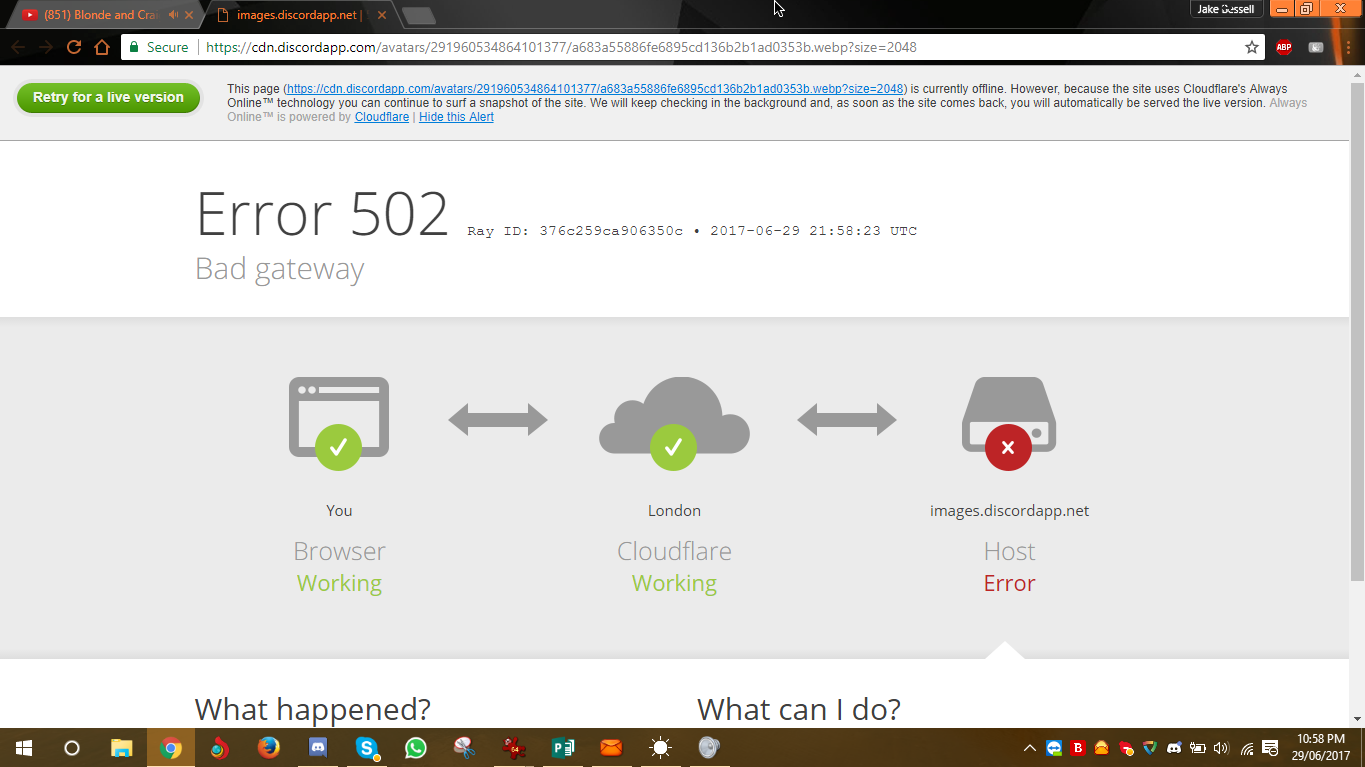 (851) Blonde and Crai
images.discordapp.net |
Jake Bessell
Secure | https://cdn.discordapp.com/avatars/291960534864101377/a683a55886fe6895cd136b2b1ad0353b.webp?size=2048
ABP
Retry for a live version
This page (https://cdn.discordapp.com/avatars/291960534864101377/a683a55886fe6895cd136b2b1ad0353b.webp?size=2048) is currently offline. However, because the site uses Cloudflare's Always
Online™ technology you can continue to surf a snapshot of the site. We will keep checking in the background and, as soon as the site comes back, you will automatically be served the live version. Always
Online™ is powered by Cloudflare | Hide this Alert
Error 502 Ray ID: 376c259ca906350c • 2017-06-29 21:58:23 UTC
Bad gateway
You
London
images.discordapp.net
Browser
Cloudflare
Host
Working
Working
Error
What happened?
What can I do?
10:58 PM
29/06/2017